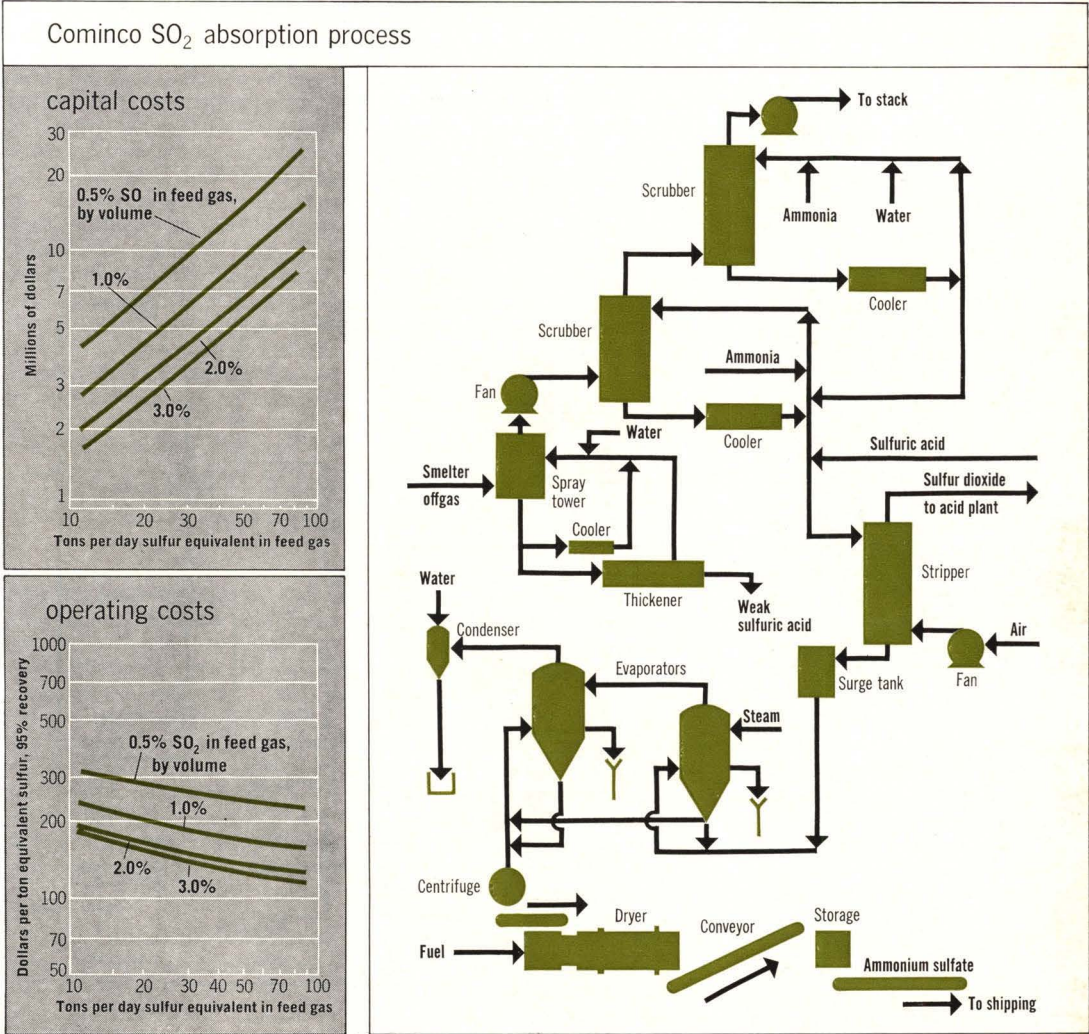 Cominco SO2 absorption process
capital costs
30
20
10
7
5
3
2
1
Millions of dollars
0.5% SO in feed gas,
by volume
1.0%
2.0%
3.0%
10 20 30 50 70 100
Tons per day sulfur equivalent in feed gas
operating costs
1000
700
500
300
200
100
70
50
Dollars per ton equivalent sulfur, 95% recovery
0.5% SO2 in feed gas,
by volume
1.0%
2.0%
3.0%
10 20 30 40 50 70 100
Tons per day sulfur equivalent in feed gas
To stack
Scrubber
Ammonia
Water
Cooler
Scrubber
Ammonia
Fan
Cooler
Water
Sulfuric acid
Smelter
offgas
Spray
tower
Sulfur dioxide
to acid plant
Cooler
Stripper
Thickener
Weak
sulfuric acid
Water
Condenser
Air
Fan
Evaporators
Surge tank
Steam
Centrifuge
Dryer
Conveyor
Storage
Fuel
Ammonium sulfate
To shipping